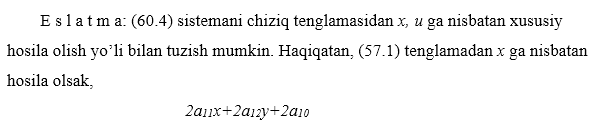 E s l a t m a: (60.4) sistemani chiziq tenglamasidan x, u ga nisbatan xususiy
hosila olish yo’li bilan tuzish mumkin. Haqiqatan, (57.1) tenglamadan x ga nisbatan
hosila olsak,
2a₁₁x+2a₁₂y+2a₁₀